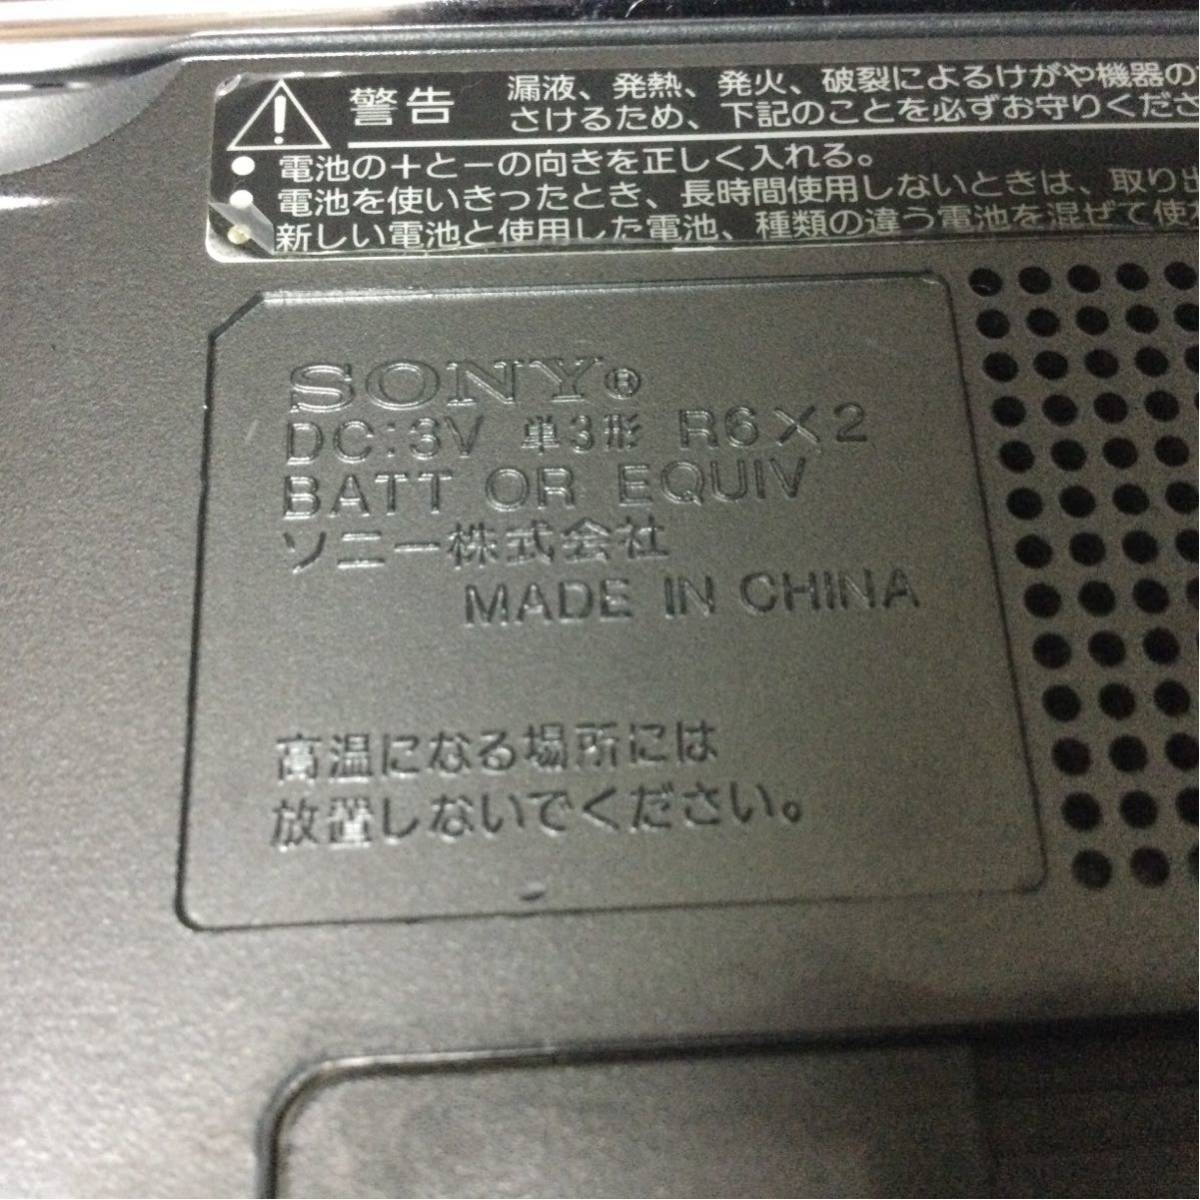 警告
漏液、発熱、発火、破裂によるけがや機器の
さけるため、下記のことを必ずお守りくださ
● 電池の＋と－の向きを正しく入れる。
● 電池を使いきったとき、長時間使用しないときは、取り出
● 新しい電池と使用した電池、種類の違う電池を混ぜて使
SONY®
DC:3V 単3形 R6×2
BATT OR EQUIV
ソニー株式会社
MADE IN CHINA
高温になる場所には
放置しないでください。